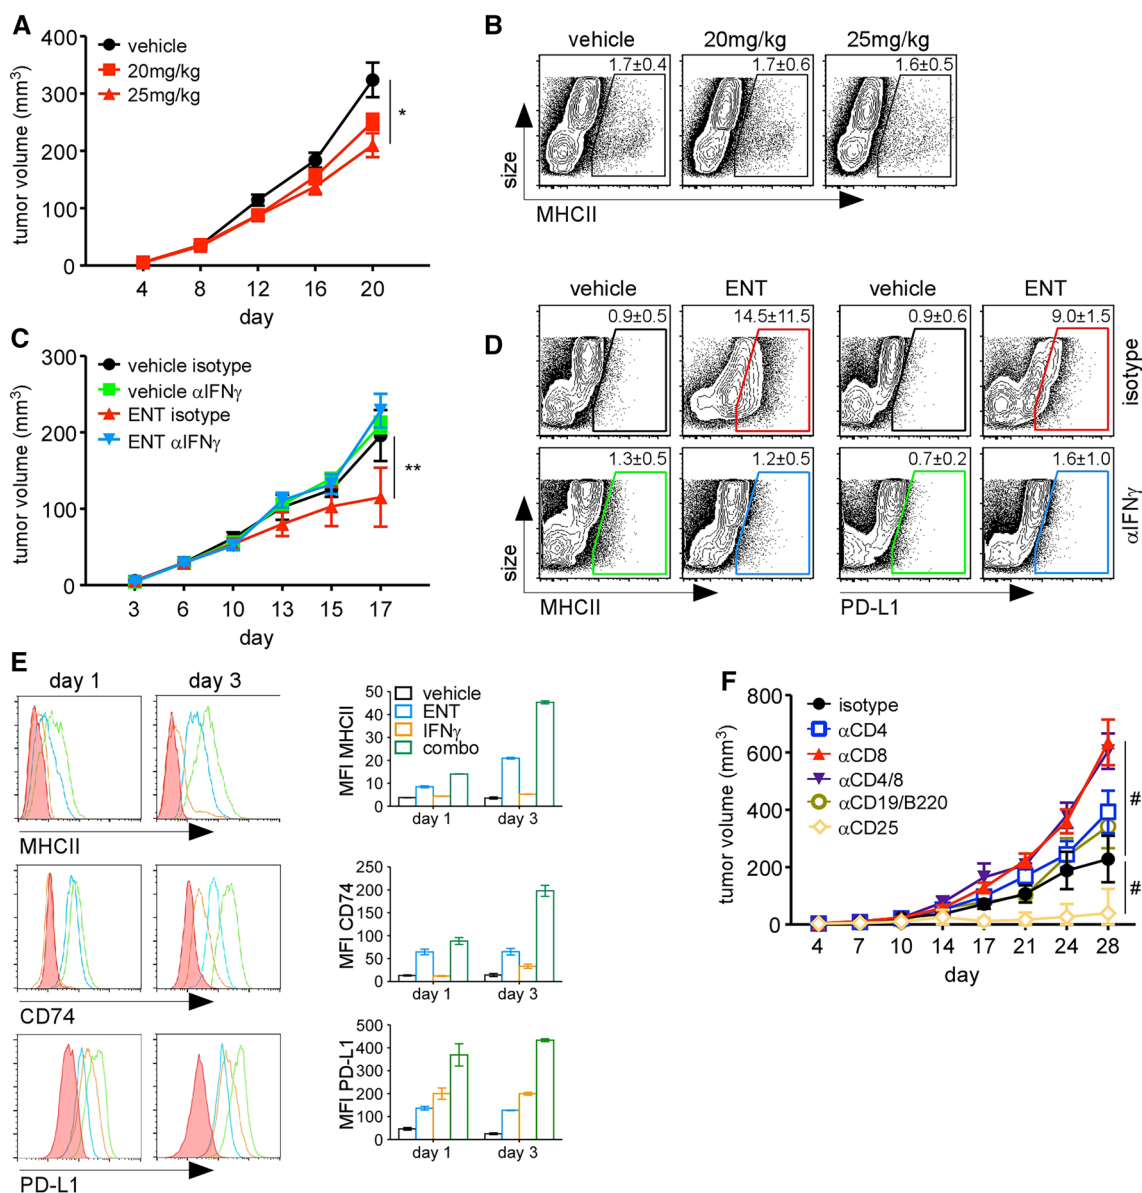 A
400
300
200
100
0
tumor volume (mm³)
vehicle
20mg/kg
25mg/kg
*
4 8 12 16 20
day
B
vehicle 20mg/kg 25mg/kg
1.7±0.4 1.7±0.6 1.6±0.5
size
MHCII
C
300
200
100
0
tumor volume (mm³)
vehicle isotype
vehicle αIFNγ
ENT isotype
ENT αIFNγ
**
3 6 10 13 15 17
day
D
vehicle ENT vehicle ENT
0.9±0.5 14.5±11.5 0.9±0.6 9.0±1.5
isotype
1.3±0.5 1.2±0.5 0.7±0.2 1.6±1.0
αIFNγ
size
MHCII PD-L1
E
day 1 day 3
MHCII
CD74
PD-L1
50
40
30
20
10
0
MFI MHCII
vehicle
ENT
IFNγ
combo
day 1 day 3
250
200
150
100
50
0
MFI CD74
day 1 day 3
500
400
300
200
100
0
MFI PD-L1
day 1 day 3
F
800
600
400
200
0
tumor volume (mm³)
isotype
αCD4
αCD8
αCD4/8
αCD19/B220
αCD25
#
#
4 7 10 14 17 21 24 28
day